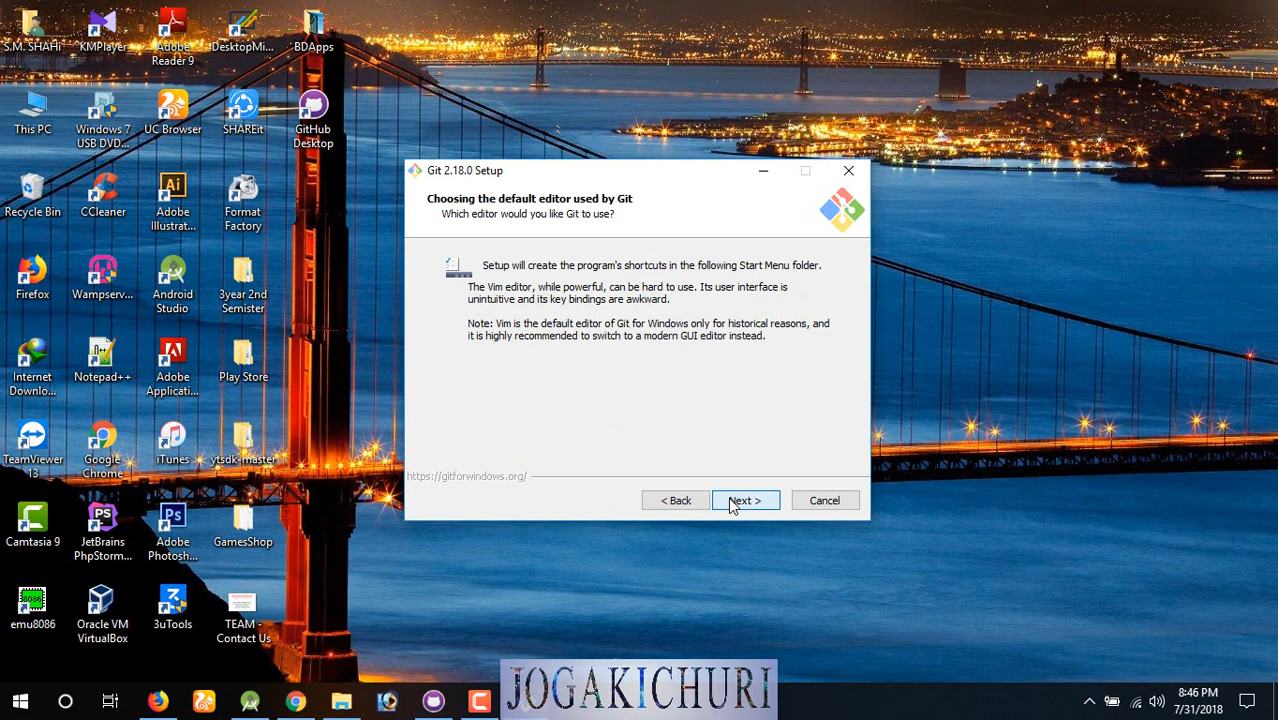 S.M. SHAHi
KMPlayer
Adobe
Reader 9
DesktopMi...
BDApps
This PC
Windows 7
USB DVD...
UC Browser
SHAREit
GitHub
Desktop
Recycle Bin
CCleaner
Ai
Adobe
Illustrat...
Format
Factory
Firefox
Wampserv...
Android
Studio
3year 2nd
Semister
Internet
Downlo...
Notepad++
Adobe
Applicati...
Play Store
TeamViewer
13
Google
Chrome
iTunes
ytsdk-master
Camtasia 9
PS
JetBrains
PhpStorm...
Ps
Adobe
Photosh...
GamesShop
8086
emu8086
Oracle VM
VirtualBox
3uTools
TEAM -
Contact Us
Git 2.18.0 Setup
Choosing the default editor used by Git
Which editor would you like Git to use?
Setup will create the program's shortcuts in the following Start Menu folder.
The Vim editor, while powerful, can be hard to use. Its user interface is
unintuitive and its key bindings are awkward.
Note: Vim is the default editor of Git for Windows only for historical reasons, and
it is highly recommended to switch to a modern GUI editor instead.
https://gitforwindows.org/
< Back
Next >
Cancel
JOGAKICHURI
8:46 PM
7/31/2018